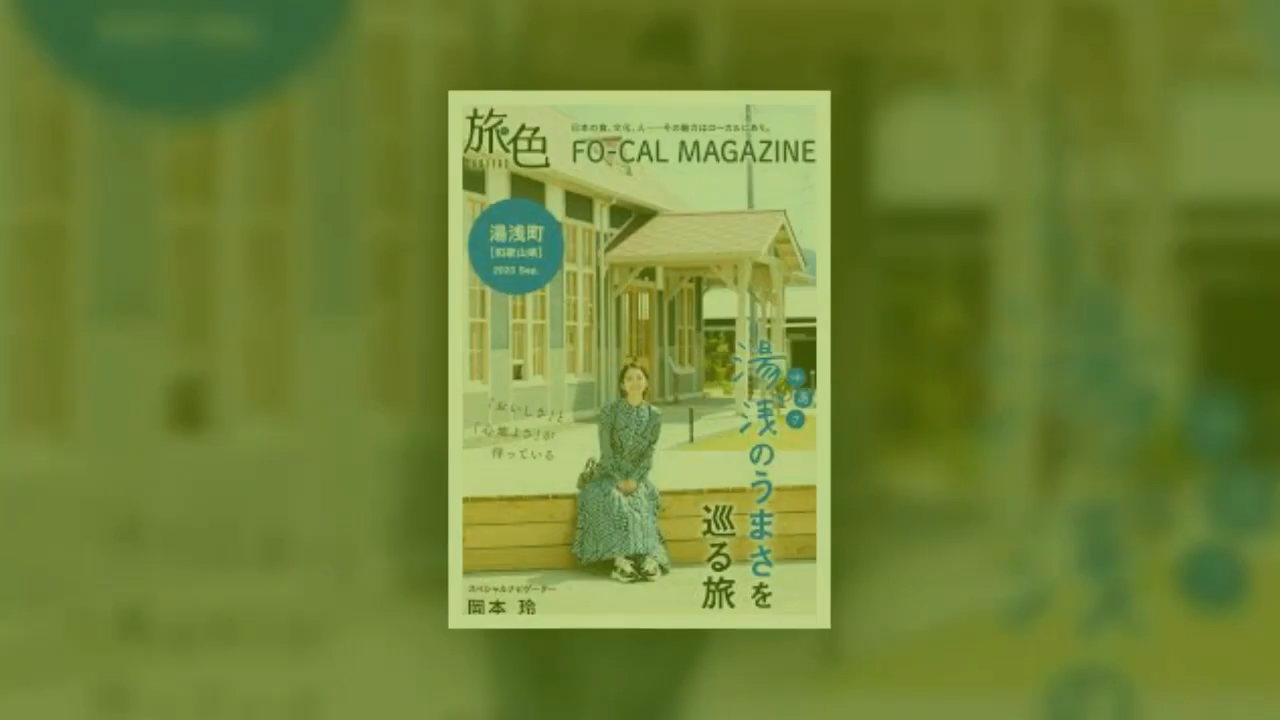 旅色
日本の食、文化、人——その魅力はローカルにあり。
FO-CAL MAGAZINE
湯浅町
[和歌山県]
2023 Sep.
「おいしさ」と
「心地よさ」が
待っている
湯浅のうまさを
巡る旅
スペシャルナビゲーター
岡本 玲